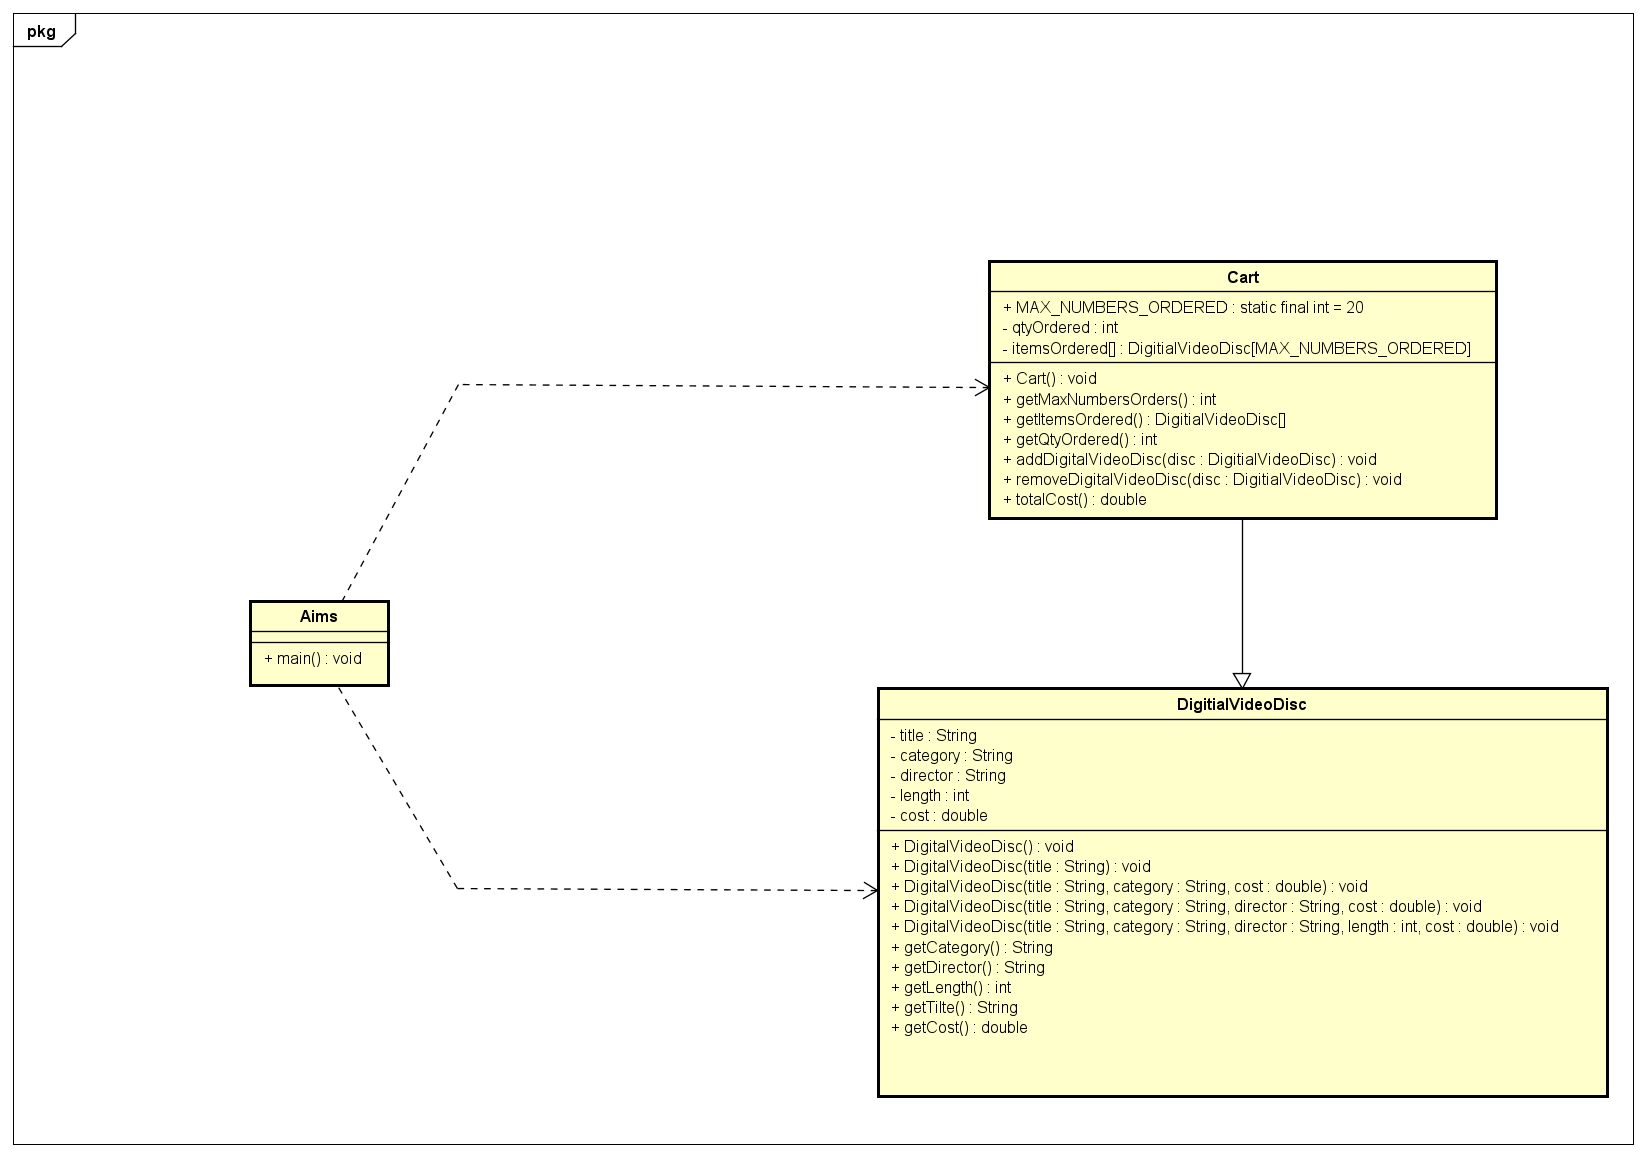 pkg
Cart
+ MAX_NUMBERS_ORDERED : static final int = 20
- qtyOrdered : int
- itemsOrdered[] : DigitialVideoDisc[MAX_NUMBERS_ORDERED]
+ Cart() : void
+ getMaxNumbersOrders() : int
+ getItemsOrdered() : DigitialVideoDisc[]
+ getQtyOrdered() : int
+ addDigitalVideoDisc(disc : DigitialVideoDisc) : void
+ removeDigitalVideoDisc(disc : DigitialVideoDisc) : void
+ totalCost() : double
Aims
+ main() : void
DigitialVideoDisc
- title : String
- category : String
- director : String
- length : int
- cost : double
+ DigitalVideoDisc() : void
+ DigitalVideoDisc(title : String) : void
+ DigitalVideoDisc(title : String, category : String, cost : double) : void
+ DigitalVideoDisc(title : String, category : String, director : String, cost : double) : void
+ DigitalVideoDisc(title : String, category : String, director : String, length : int, cost : double) : void
+ getCategory() : String
+ getDirector() : String
+ getLength() : int
+ getTilte() : String
+ getCost() : double